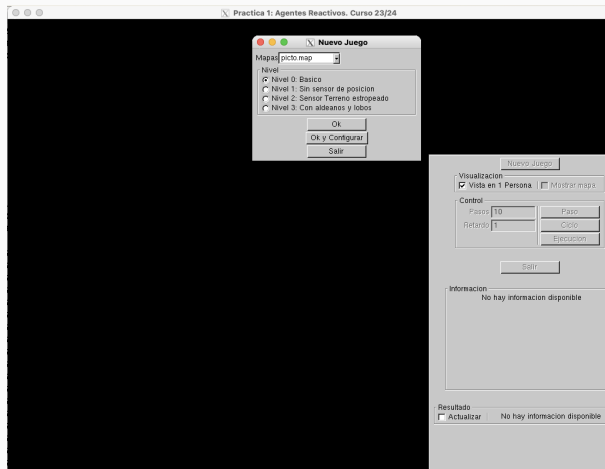 Practica 1: Agentes Reactivos. Curso 23/24
Nuevo Juego
Mapas picto.map
Nivel
Nivel 0: Basico
Nivel 1: Sin sensor de posicion
Nivel 2: Sensor Terreno estropeado
Nivel 3: Con aldeanos y lobos
Ok
Ok y Configurar
Salir
Nuevo Juego
Visualizacion
Vista en 1 Persona Mostrar mapa
Control
Pasos 10 Paso
Retardo 1 Ciclo
Ejecucion
Salir
Informacion
No hay informacion disponible
Resultado
Actualizar No hay informacion disponible